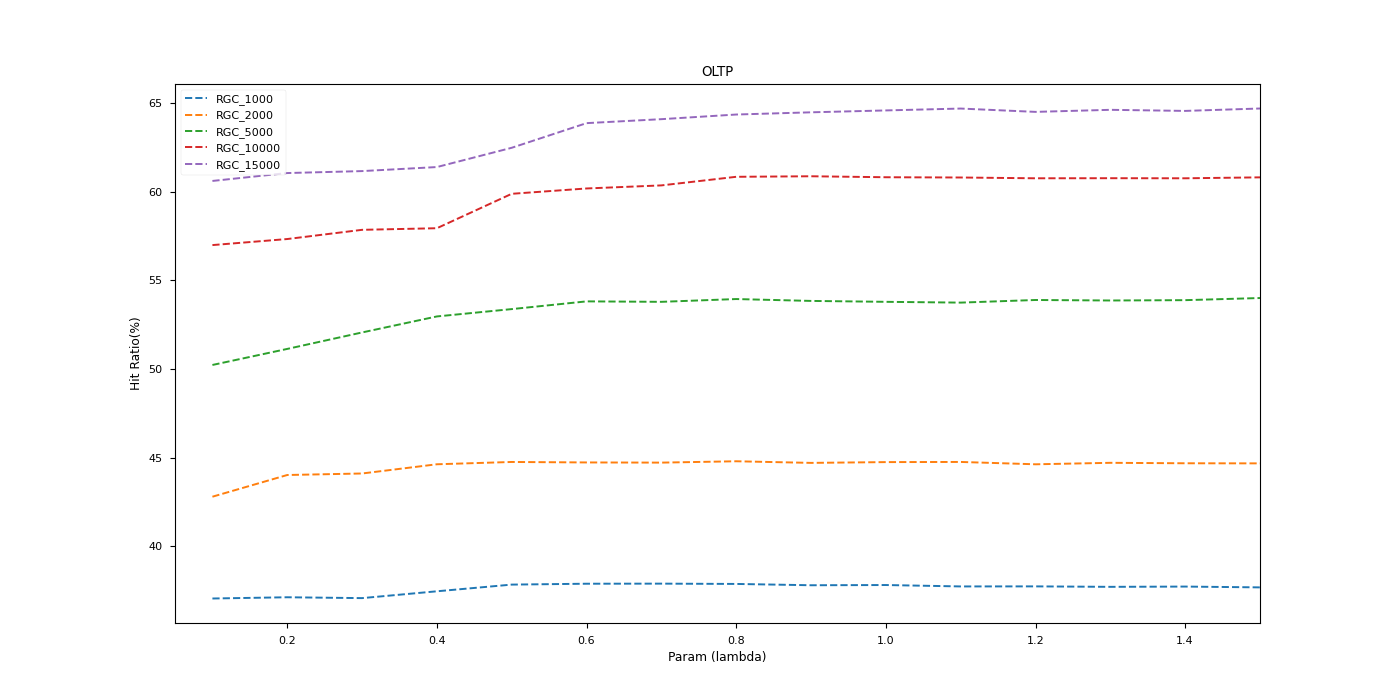 OLTP
RGC_1000
RGC_2000
RGC_5000
RGC_10000
RGC_15000
65
60
55
50
45
40
Hit Ratio(%)
0.2 0.4 0.6 0.8 1.0 1.2 1.4
Param (lambda)